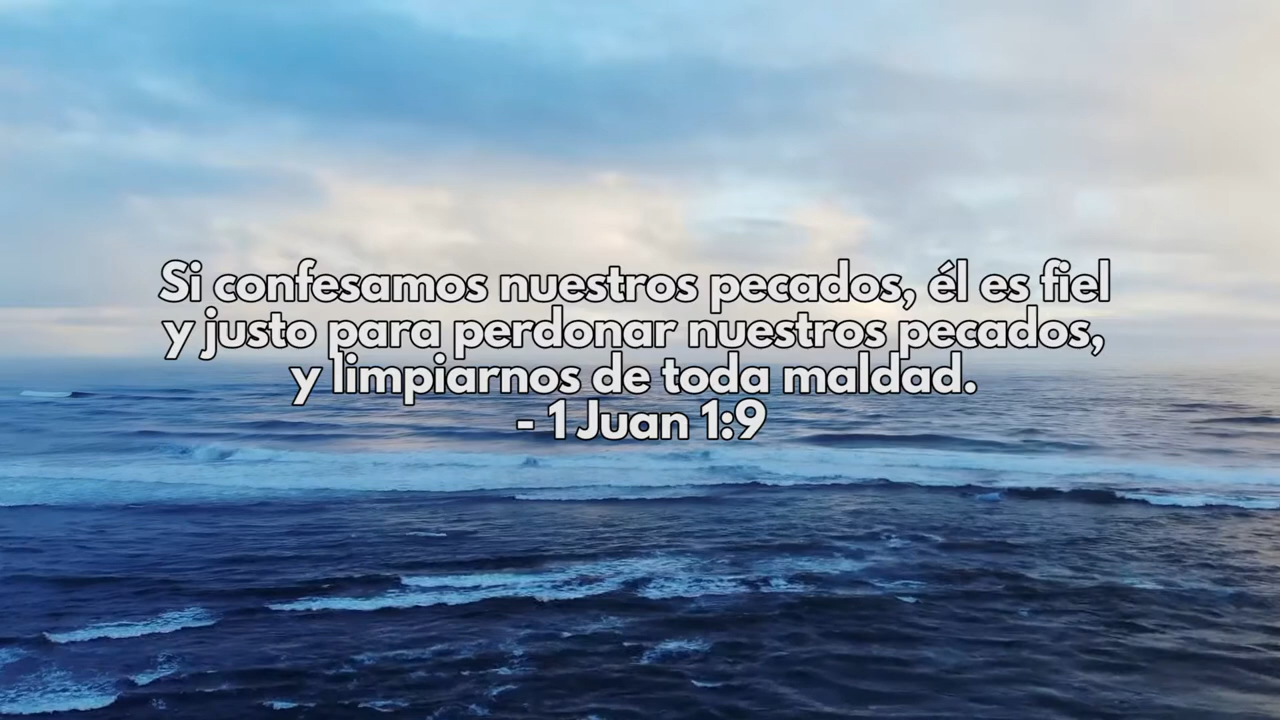 Si confesamos nuestros pecados, él es fiel
y justo para perdonar nuestros pecados,
y limpiarnos de toda maldad.
- 1 Juan 1:9